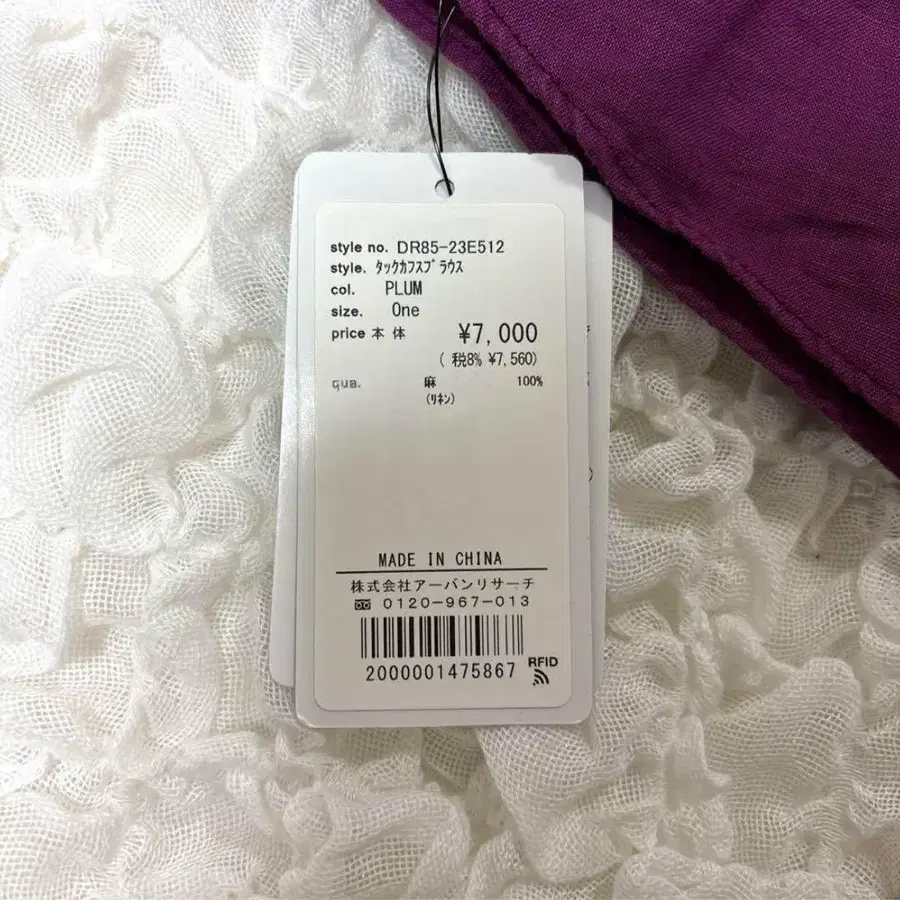 style no. DR85-23E512
style. ﾀｯｸｶﾌｽﾌﾞﾗｳｽ
col. PLUM
size. One
price 本体 ¥7,000
( 税8% ¥7,560)
qua. 麻 100%
(ﾘﾈﾝ)
MADE IN CHINA
株式会社アーバンリサーチ
0120-967-013
RFID
2000001475867